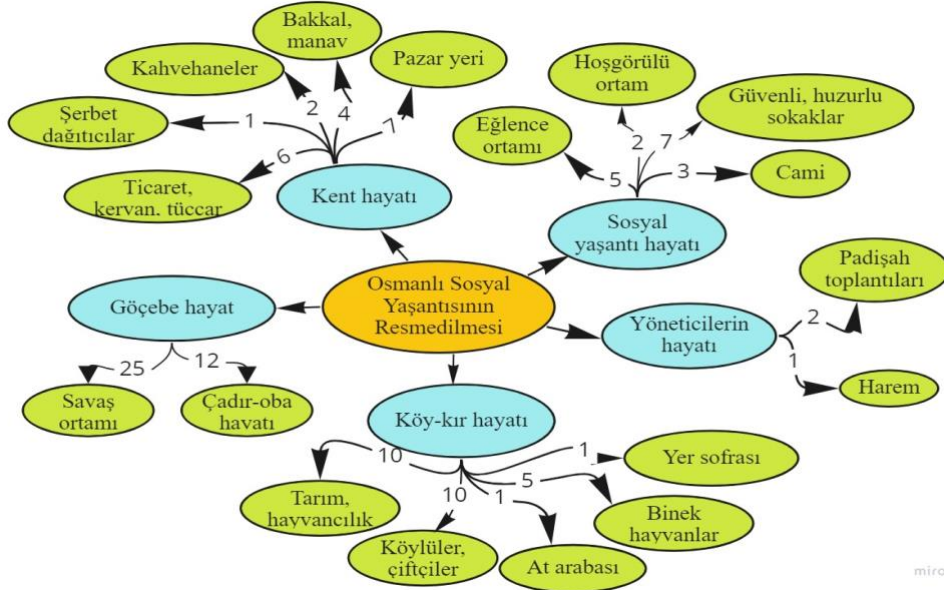 Bakkal,
manav
Pazar yeri
Kahvehaneler
Şerbet
dağıtıcılar
Ticaret,
kervan, tüccar
1
2
4
7
6
Kent hayatı
Hoşgörülü
ortam
Güvenli, huzurlu
sokaklar
Eğlence
ortamı
Cami
2
7
5
3
Sosyal
yaşantı hayatı
Osmanlı Sosyal
Yaşantısının
Resmedilmesi
Göçebe hayat
25
12
Savaş
ortamı
Çadır-oba
hayatı
Padişah
toplantıları
2
Yöneticilerin
hayatı
1
Harem
Köy-kır hayatı
10
10
1
5
1
Yer sofrası
Tarım,
hayvancılık
Köylüler,
çiftçiler
At arabası
Binek
hayvanlar
miro